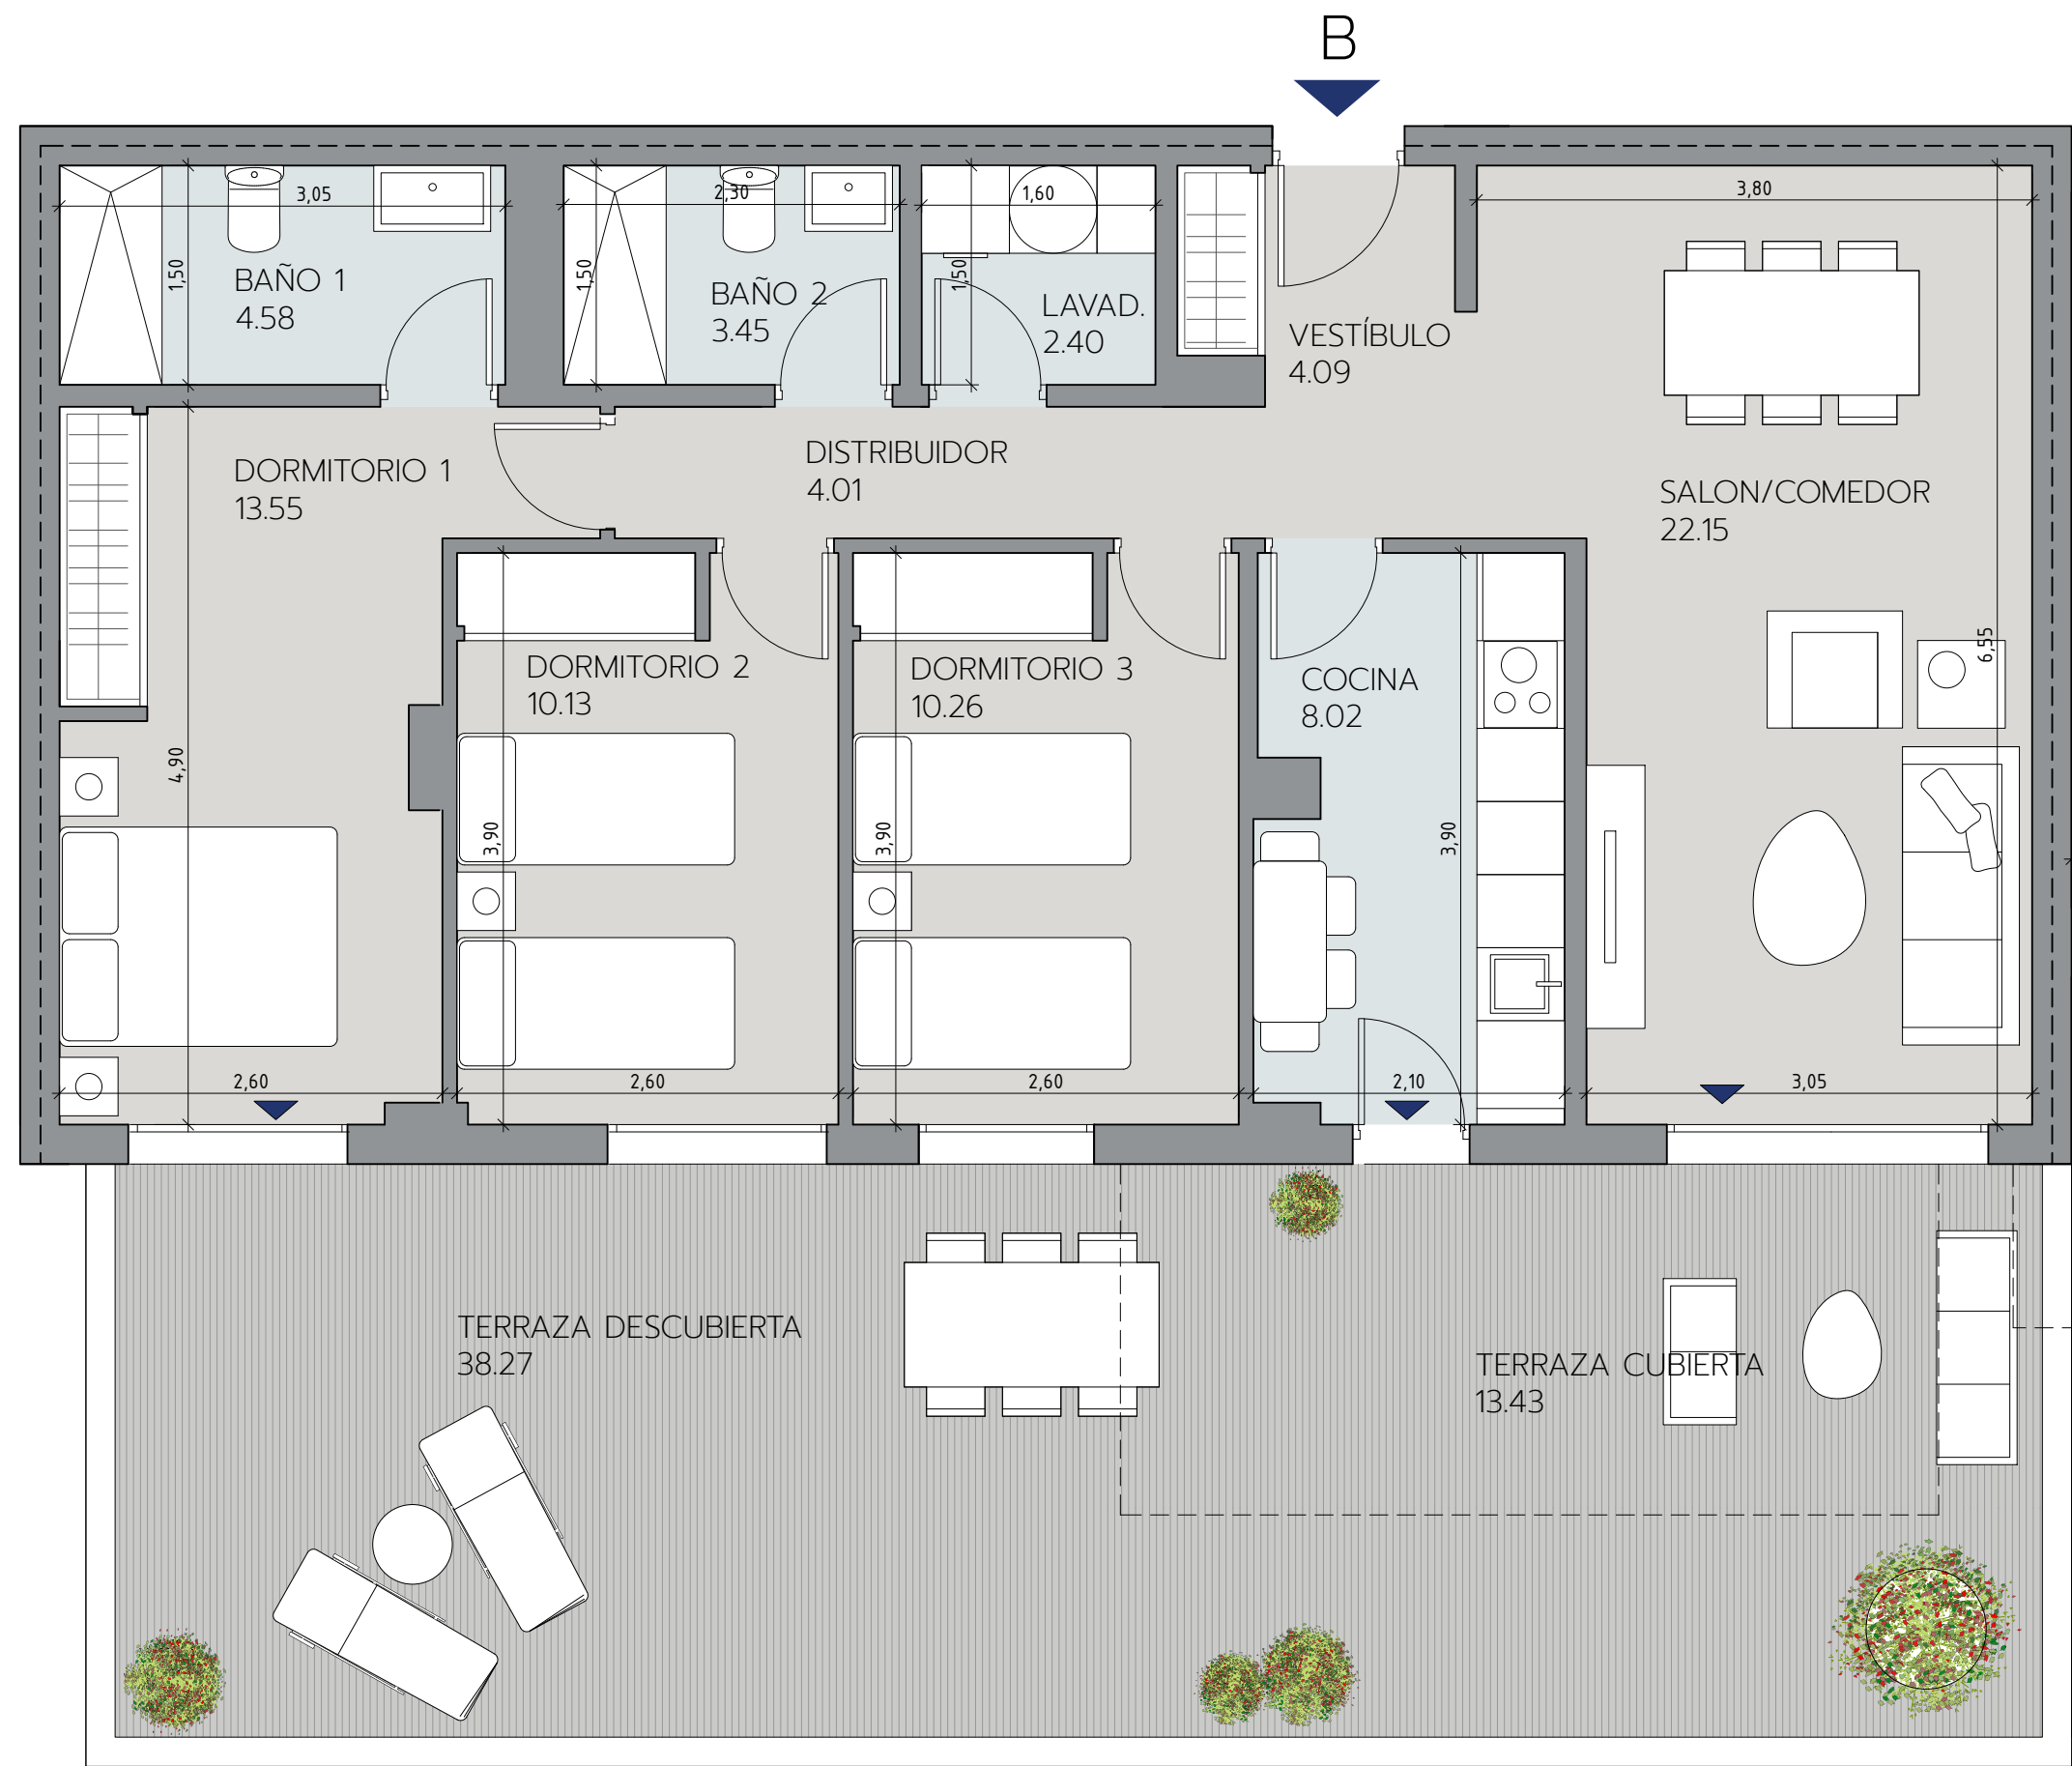 B
3,05
2,30
1,60
3,80
1,50
BAÑO 1
4.58
1,50
BAÑO 2
3.45
1,50
LAVAD.
2.40
VESTÍBULO
4.09
DORMITORIO 1
13.55
DISTRIBUIDOR
4.01
SALON/COMEDOR
22.15
6,55
DORMITORIO 2
10.13
DORMITORIO 3
10.26
COCINA
8.02
4,90
3,90
3,90
3,90
2,60
2,60
2,60
2,10
3,05
TERRAZA DESCUBIERTA
38.27
TERRAZA CUBIERTA
13.43